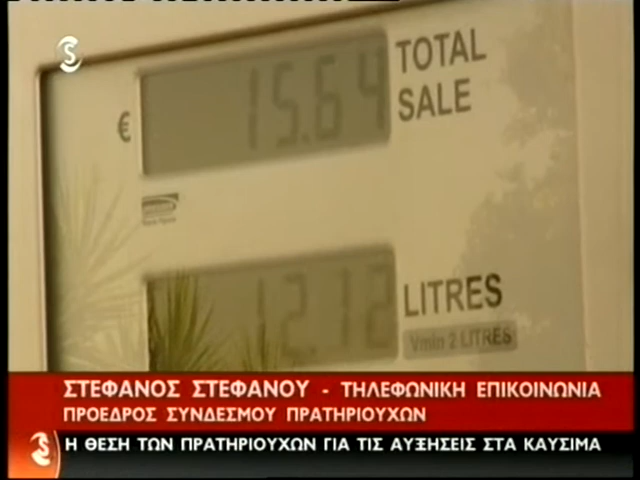 15.64
TOTAL
SALE
€
12.12
LITRES
Vmin 2 LITRES
ΣΤΕΦΑΝΟΣ ΣΤΕΦΑΝΟΥ - ΤΗΛΕΦΩΝΙΚΗ ΕΠΙΚΟΙΝΩΝΙΑ
ΠΡΟΕΔΡΟΣ ΣΥΝΔΕΣΜΟΥ ΠΡΑΤΗΡΙΟΥΧΩΝ
Η ΘΕΣΗ ΤΩΝ ΠΡΑΤΗΡΙΟΥΧΩΝ ΓΙΑ ΤΙΣ ΑΥΞΗΣΕΙΣ ΣΤΑ ΚΑΥΣΙΜΑ